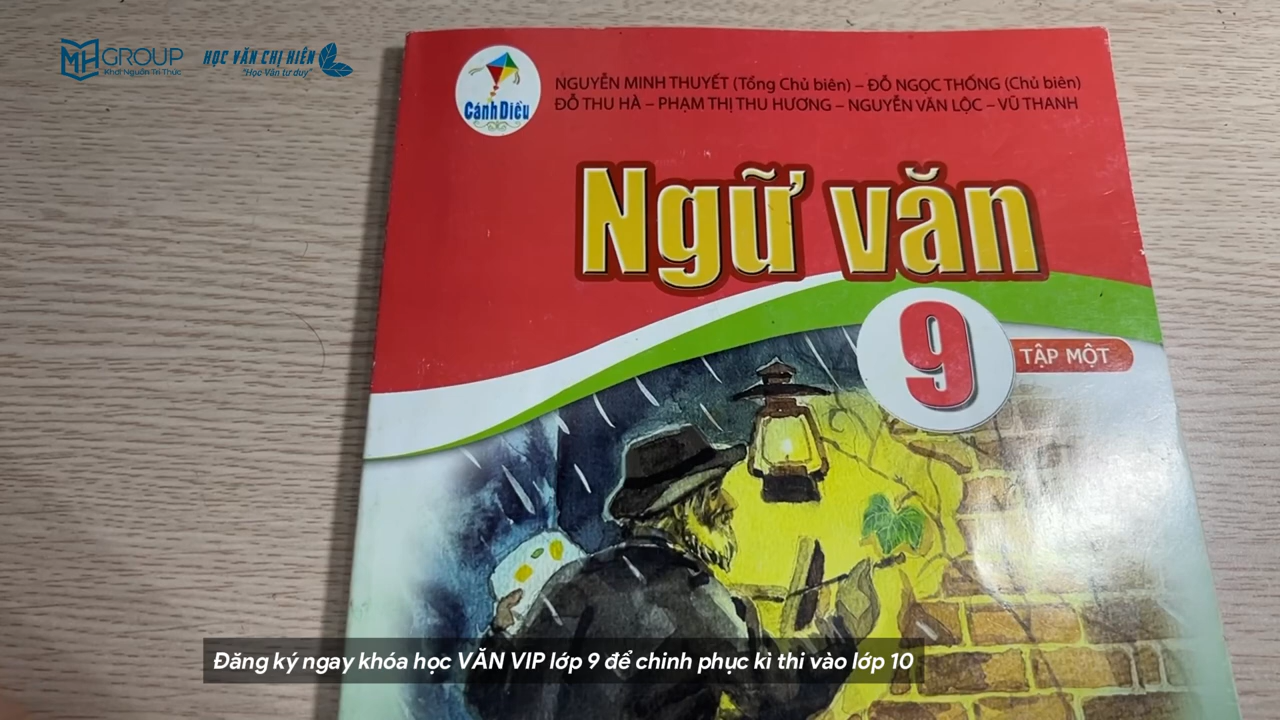 MH GROUP
Khơi Nguồn Tri Thức
HỌC VĂN CHỊ HIÊN
"Học Văn tư duy"
Cánh Diều
NGUYỄN MINH THUYẾT (Tổng Chủ biên) – ĐỖ NGỌC THỐNG (Chủ biên)
ĐỖ THU HÀ – PHẠM THỊ THU HƯƠNG – NGUYỄN VĂN LỘC – VŨ THANH
Ngữ văn
9
TẬP MỘT
Đăng ký ngay khóa học VĂN VIP lớp 9 để chinh phục kì thi vào lớp 10